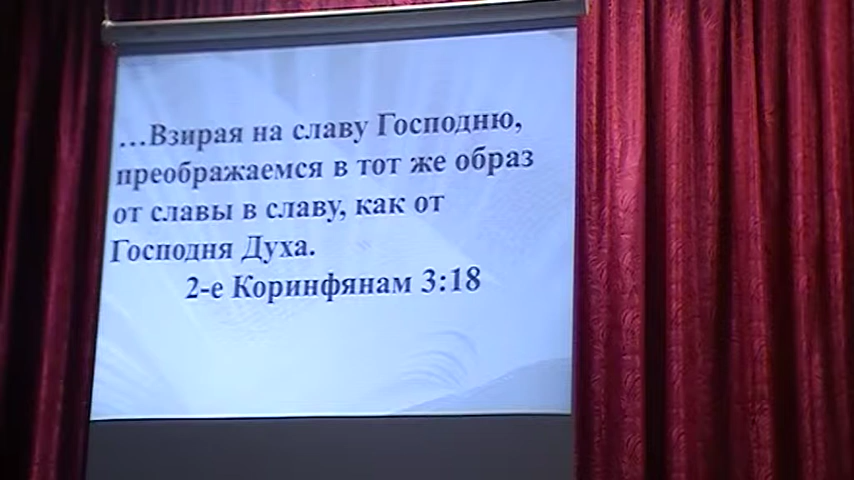 ...Взирая на славу Господню,
преображаемся в тот же образ
от славы в славу, как от
Господня Духа.
2-е Коринфянам 3:18